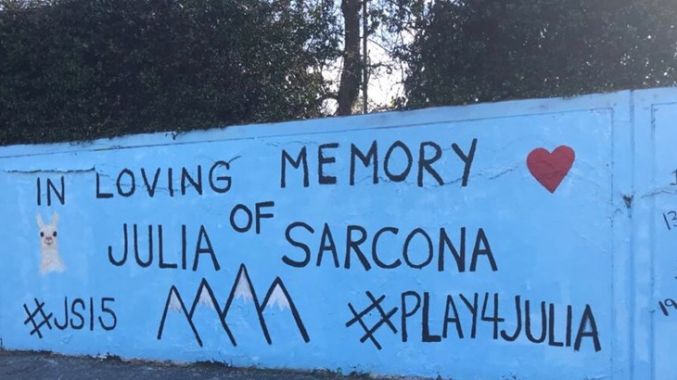 IN LOVING MEMORY
OF
JULIA SARCONA
#JS15
#PLAY4JULIA